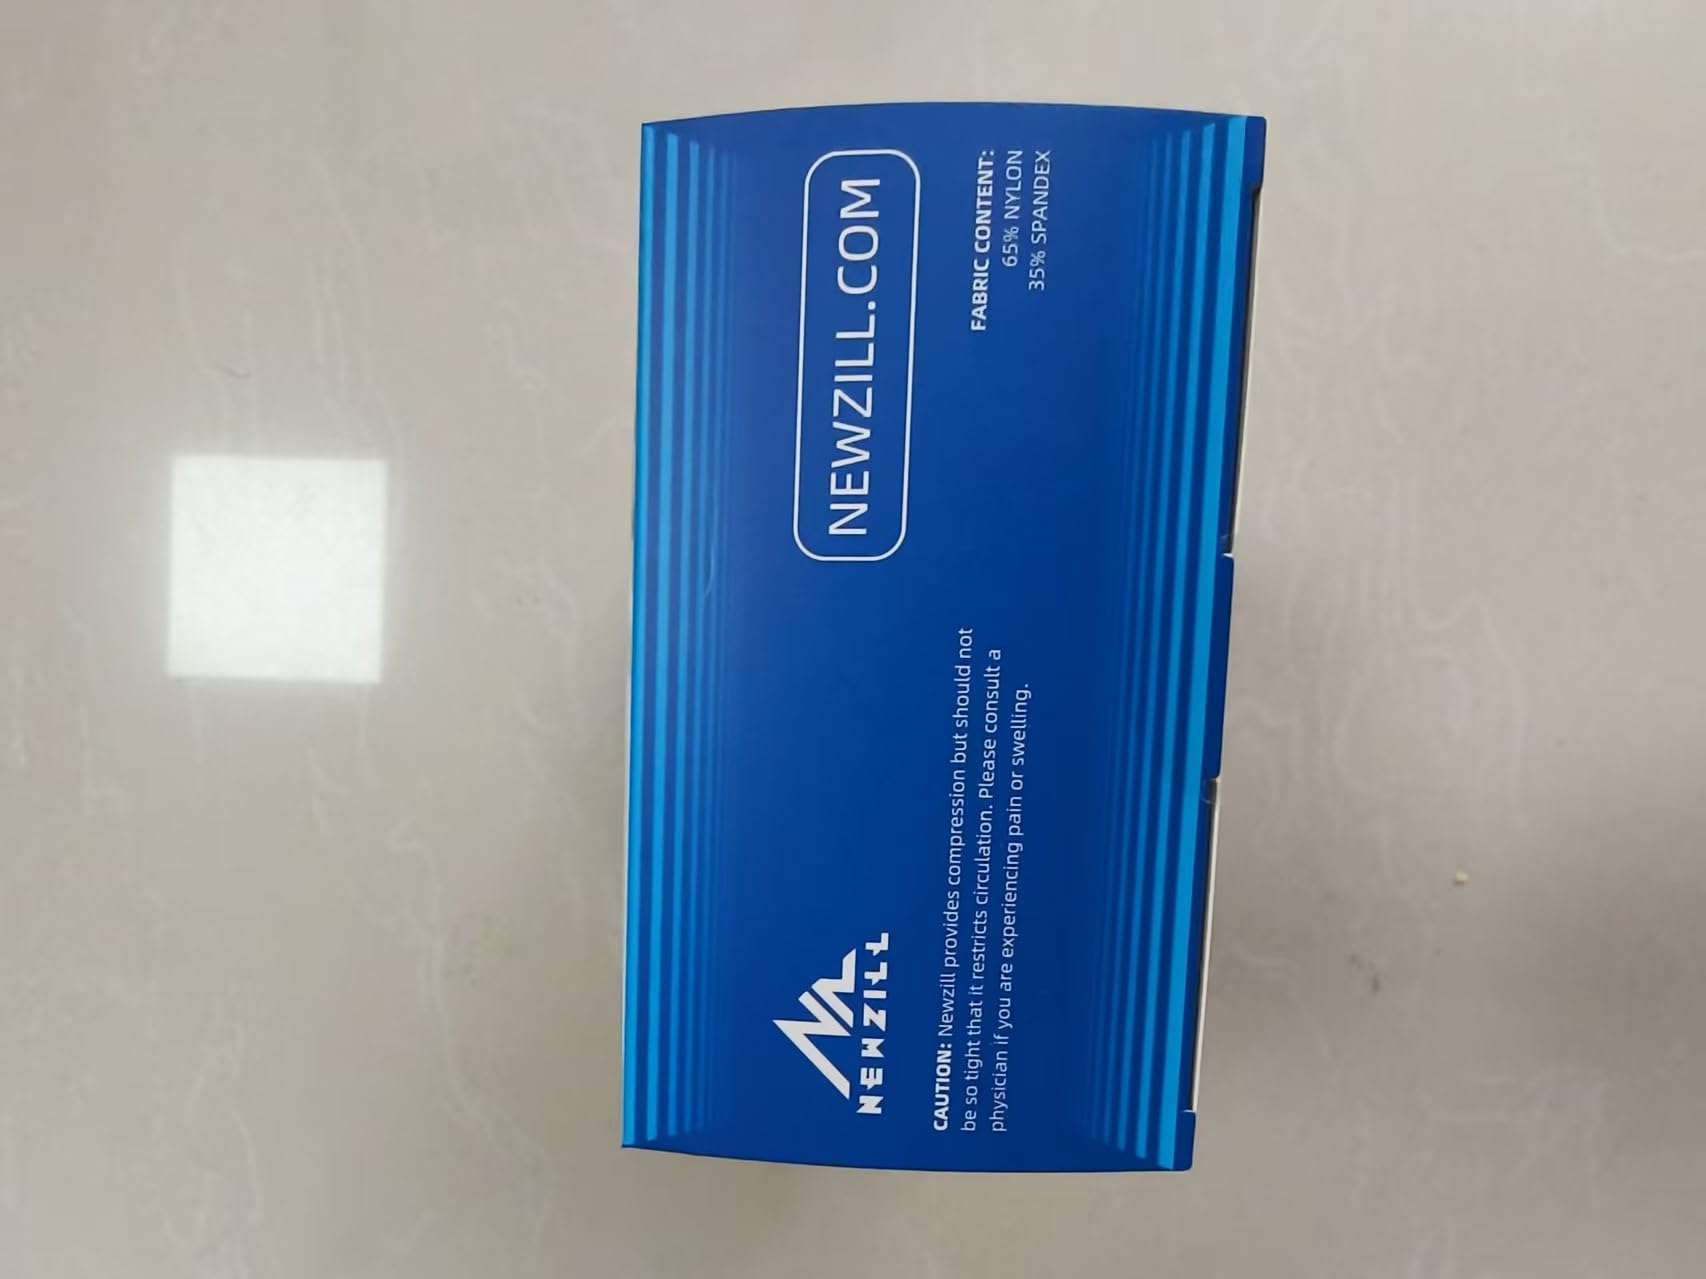 NEWZILL
NEWZILL.COM
CAUTION: Newzill provides compression but should not
be so tight that it restricts circulation. Please consult a
physician if you are experiencing pain or swelling.
FABRIC CONTENT:
65% NYLON
35% SPANDEX